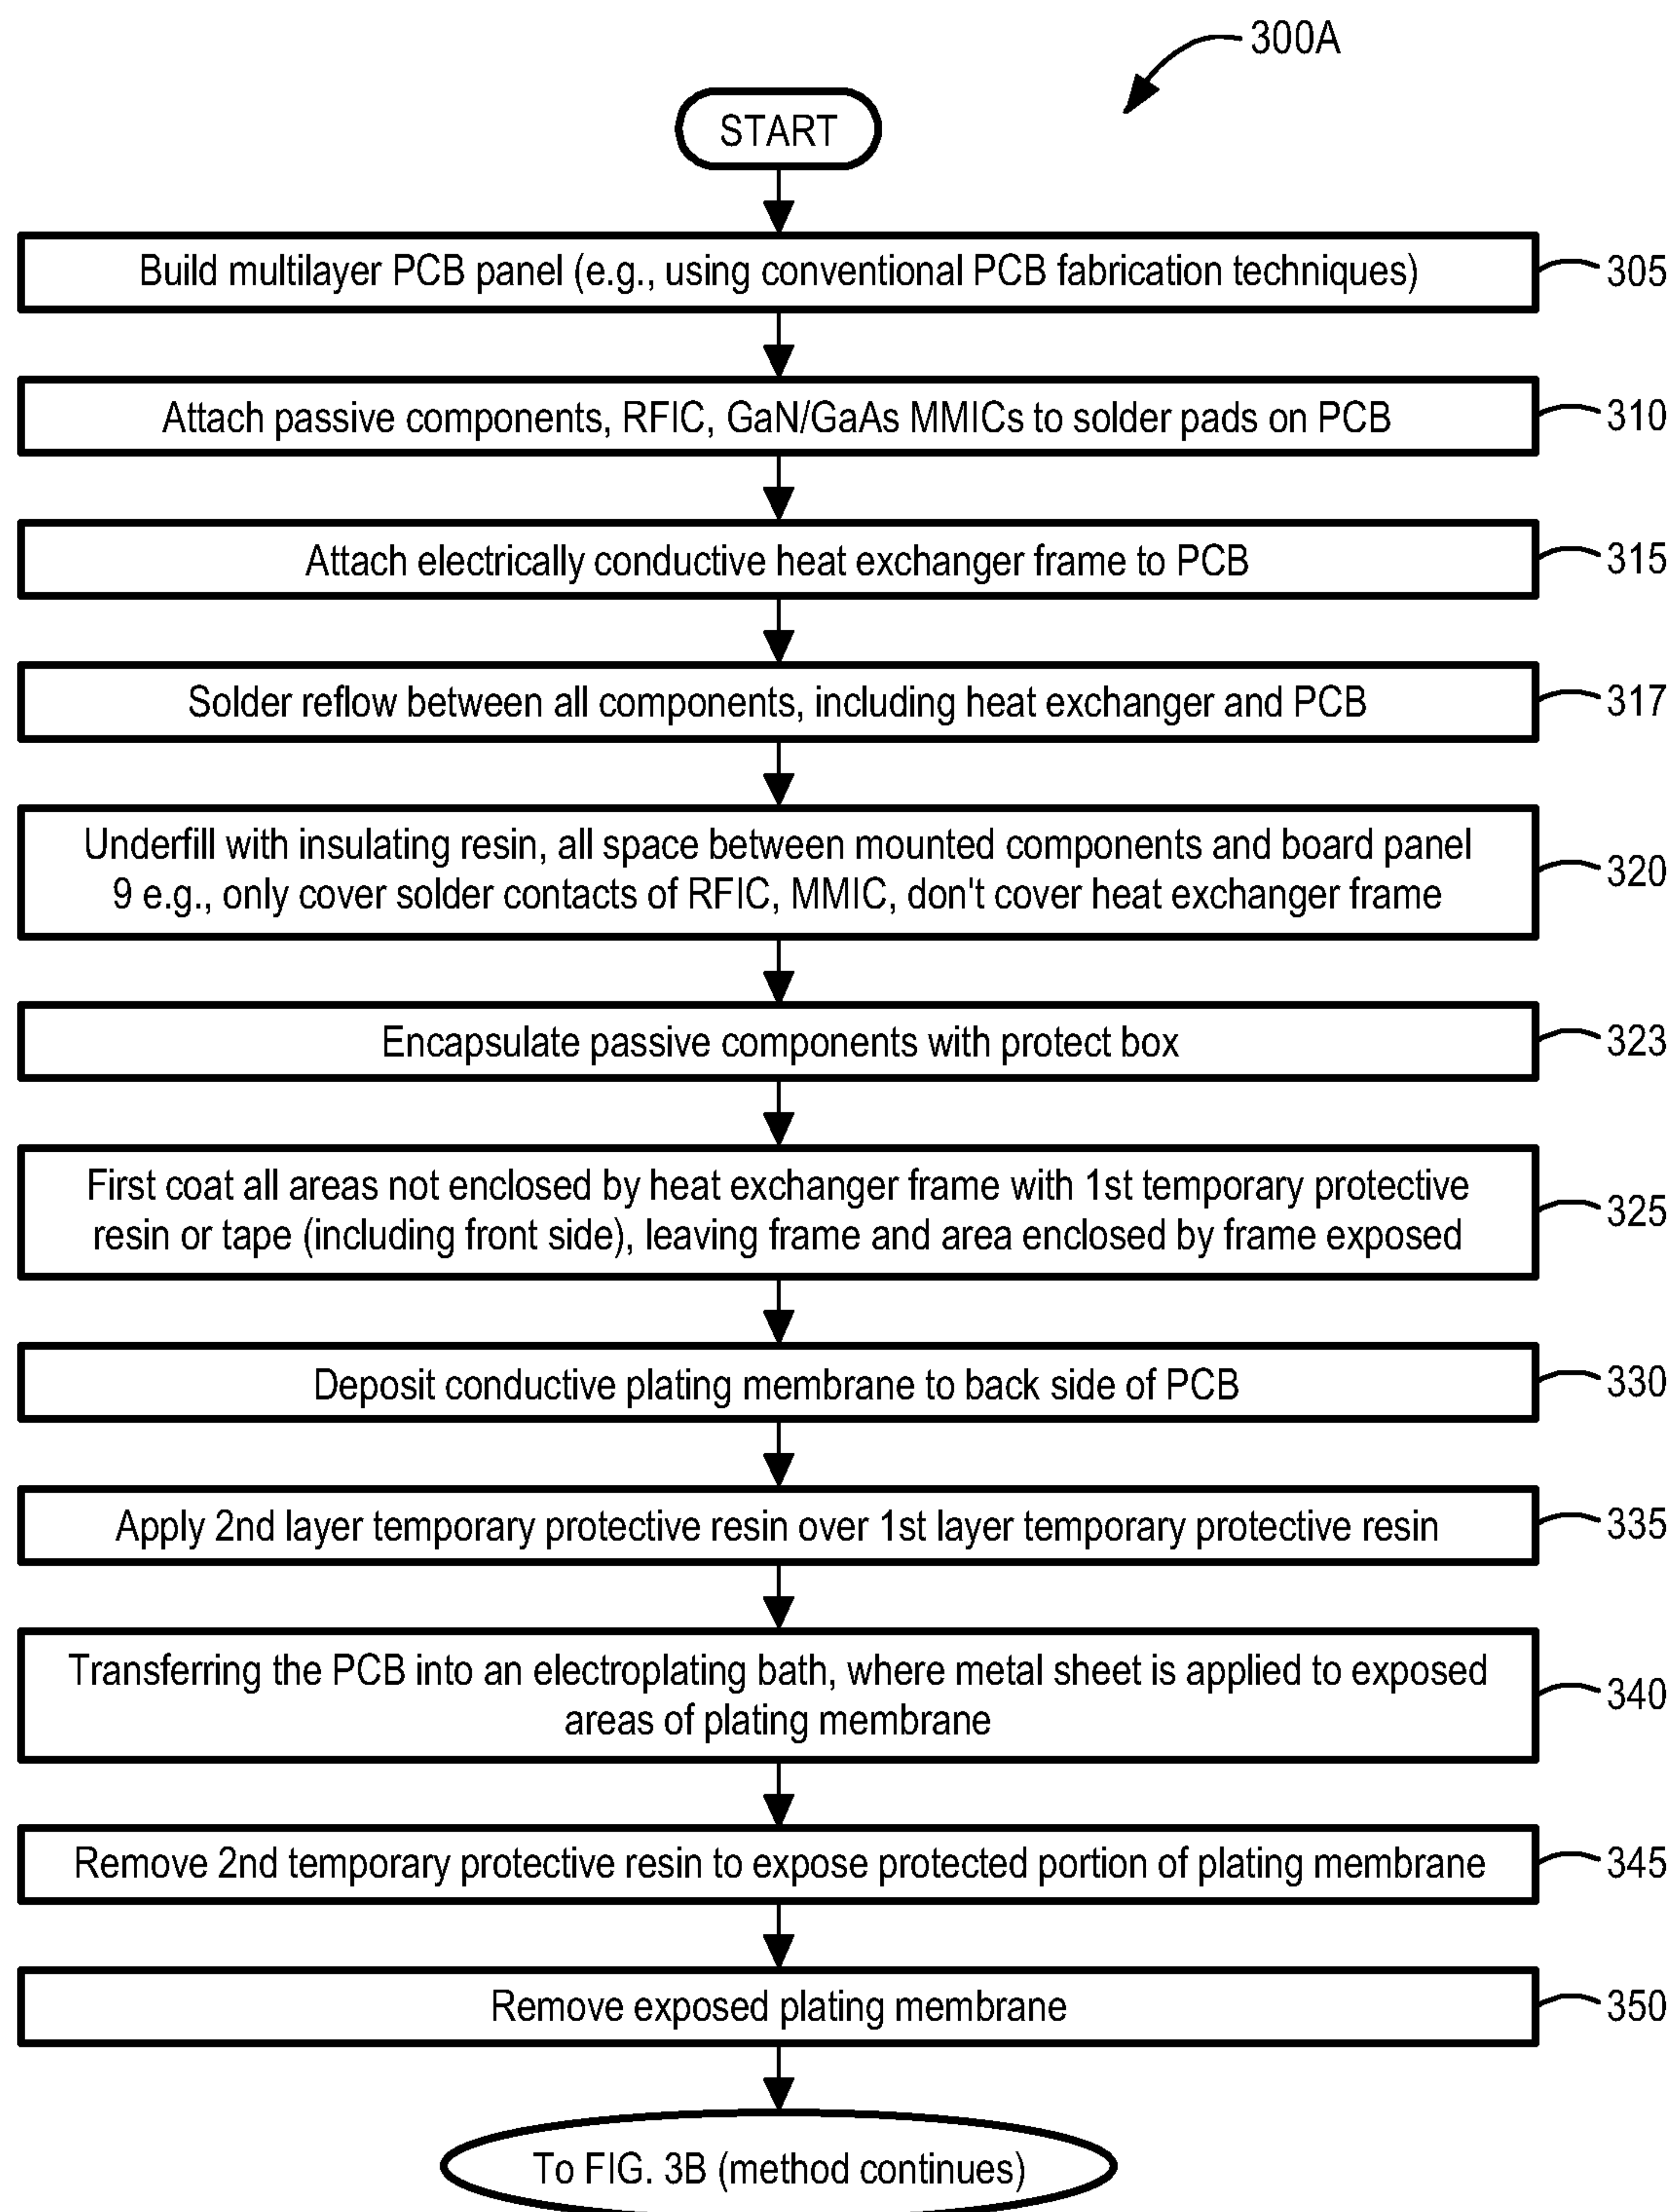 300A
START
Build multilayer PCB panel (e.g., using conventional PCB fabrication techniques)
305
Attach passive components, RFIC, GaN/GaAs MMICs to solder pads on PCB
310
Attach electrically conductive heat exchanger frame to PCB
315
Solder reflow between all components, including heat exchanger and PCB
317
Underfill with insulating resin, all space between mounted components and board panel
9 e.g., only cover solder contacts of RFIC, MMIC, don't cover heat exchanger frame
320
Encapsulate passive components with protect box
323
First coat all areas not enclosed by heat exchanger frame with 1st temporary protective
resin or tape (including front side), leaving frame and area enclosed by frame exposed
325
Deposit conductive plating membrane to back side of PCB
330
Apply 2nd layer temporary protective resin over 1st layer temporary protective resin
335
Transferring the PCB into an electroplating bath, where metal sheet is applied to exposed
areas of plating membrane
340
Remove 2nd temporary protective resin to expose protected portion of plating membrane
345
Remove exposed plating membrane
350
To FIG. 3B (method continues)